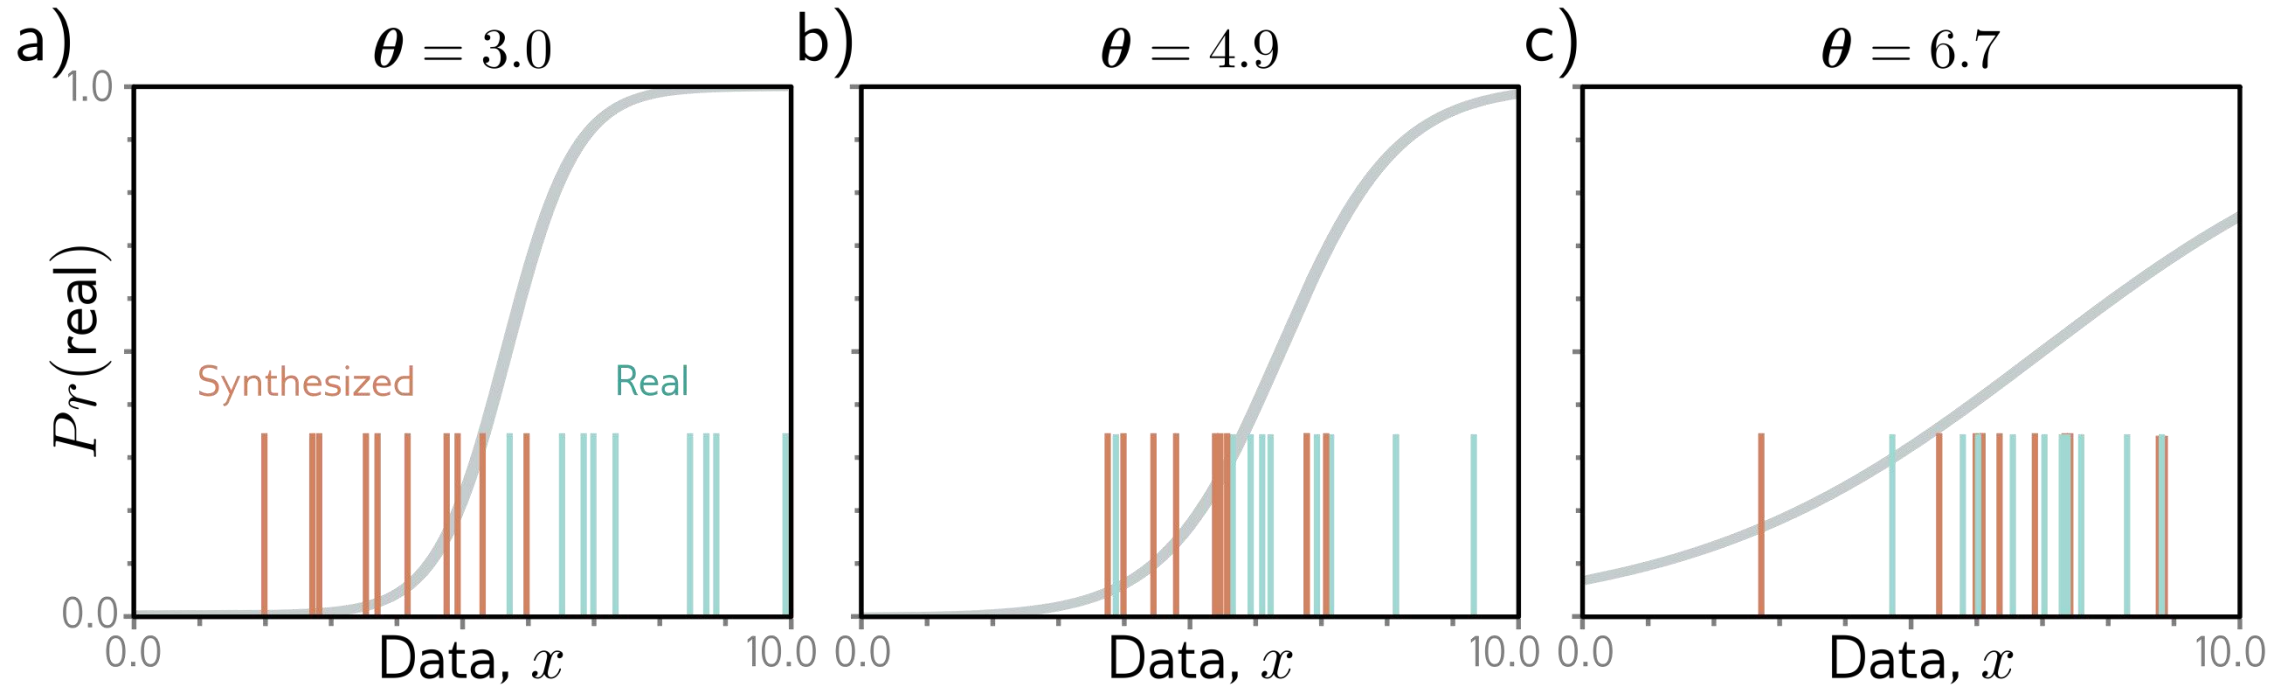 a)
θ = 3.0
b)
θ = 4.9
c)
θ = 6.7
1.0
Pr(real)
Synthesized
Real
0.0
0.0
Data, x
10.0
0.0
Data, x
10.0
0.0
Data, x
10.0